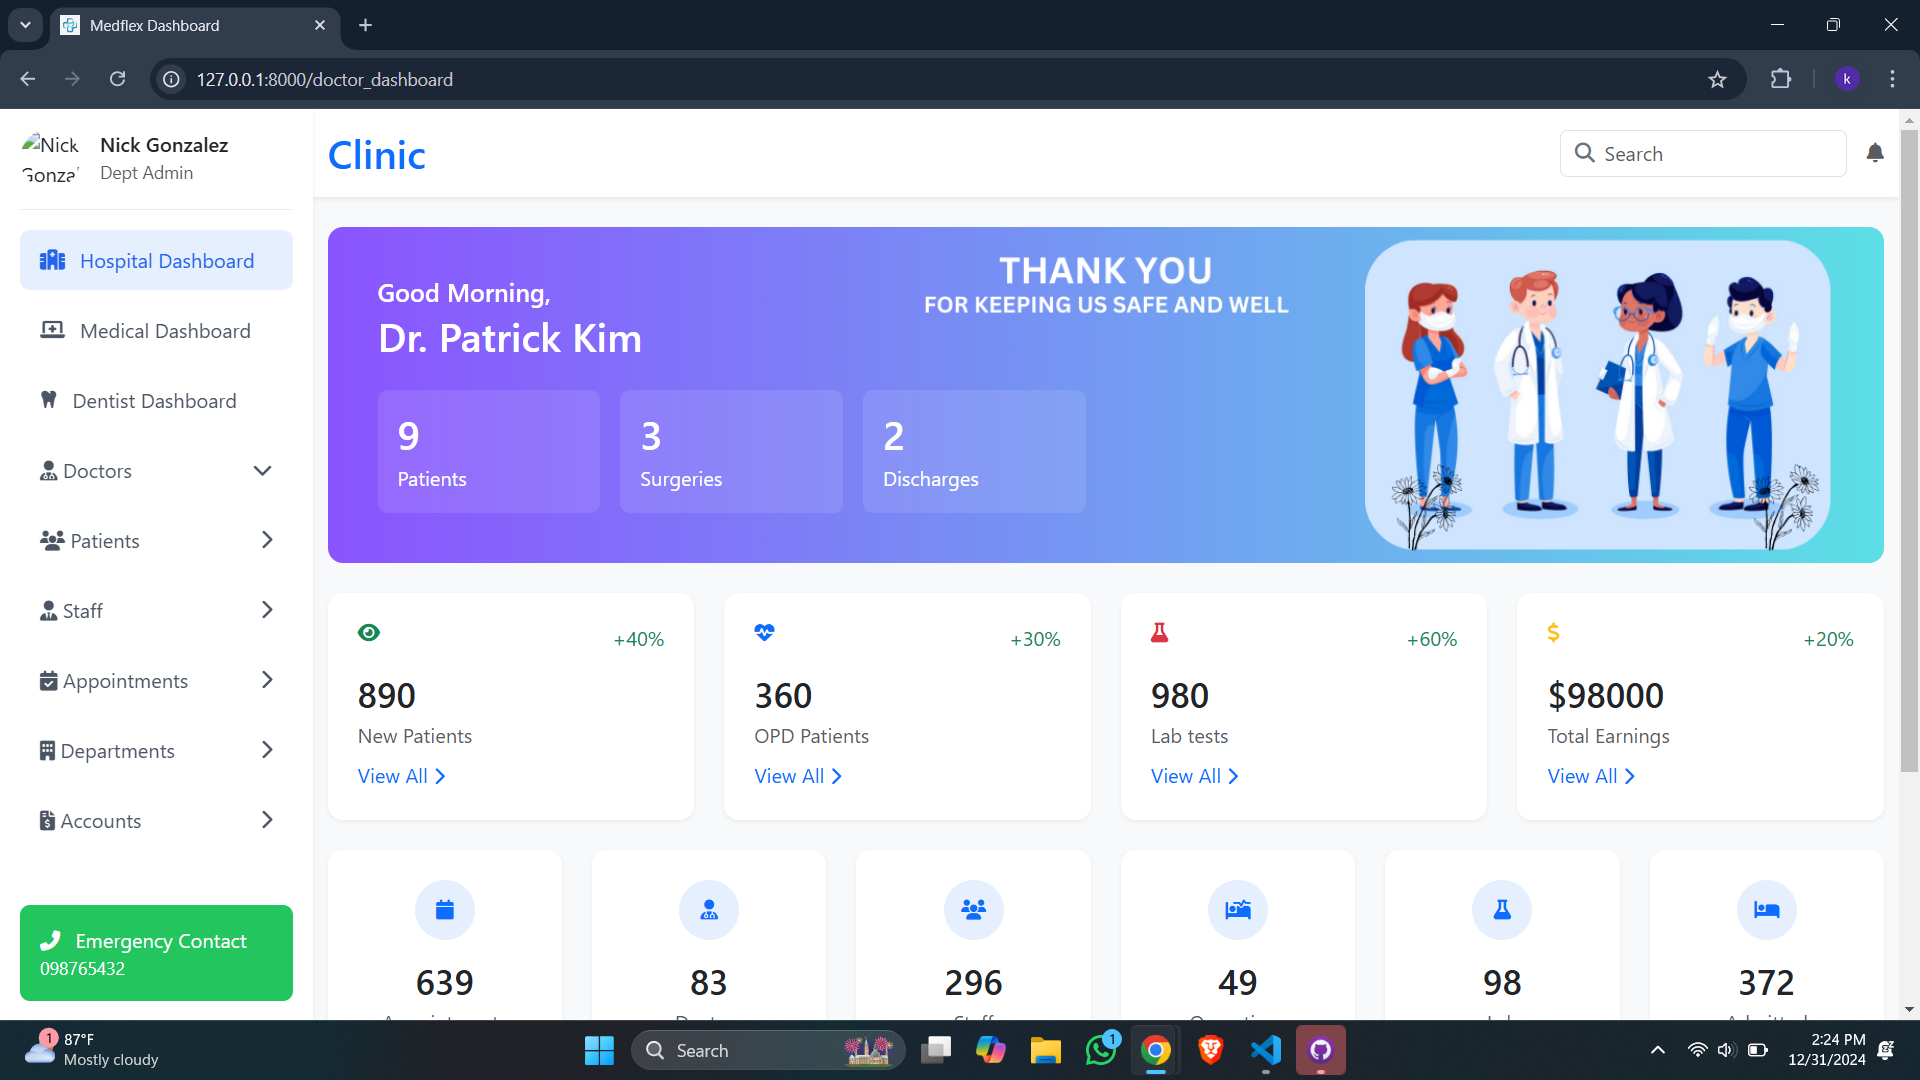 Medflex Dashboard
127.0.0.1:8000/doctor_dashboard
k
Nick
Gonza
Nick Gonzalez
Dept Admin
Clinic
Search
Hospital Dashboard
Medical Dashboard
Dentist Dashboard
Doctors
Patients
Staff
Appointments
Departments
Accounts
Emergency Contact
098765432
Good Morning,
Dr. Patrick Kim
9
Patients
3
Surgeries
2
Discharges
THANK YOU
FOR KEEPING US SAFE AND WELL
+40%
890
New Patients
View All
+30%
360
OPD Patients
View All
+60%
980
Lab tests
View All
$
+20%
$98000
Total Earnings
View All
639
83
296
Staff
49
98
372
1
87°F
Mostly cloudy
Search
1
2:24 PM
12/31/2024